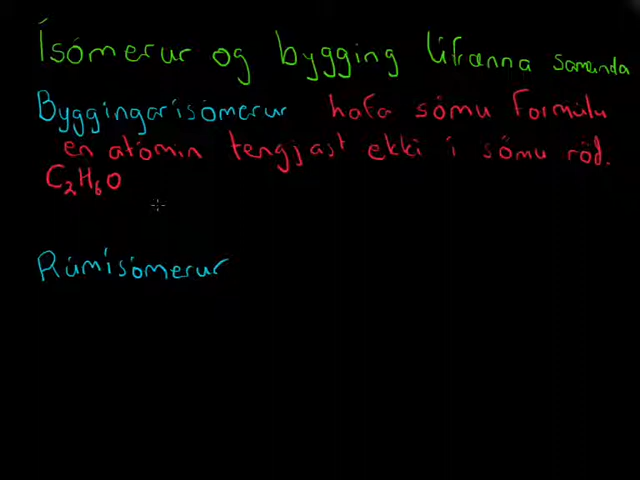 Ísómerur og bygging lífrænna samanda
Byggingarísómerur hafa sömu formúlu
en atómin tengjast ekki í sömu röð.
C₂H₆O
Rúmísómerur